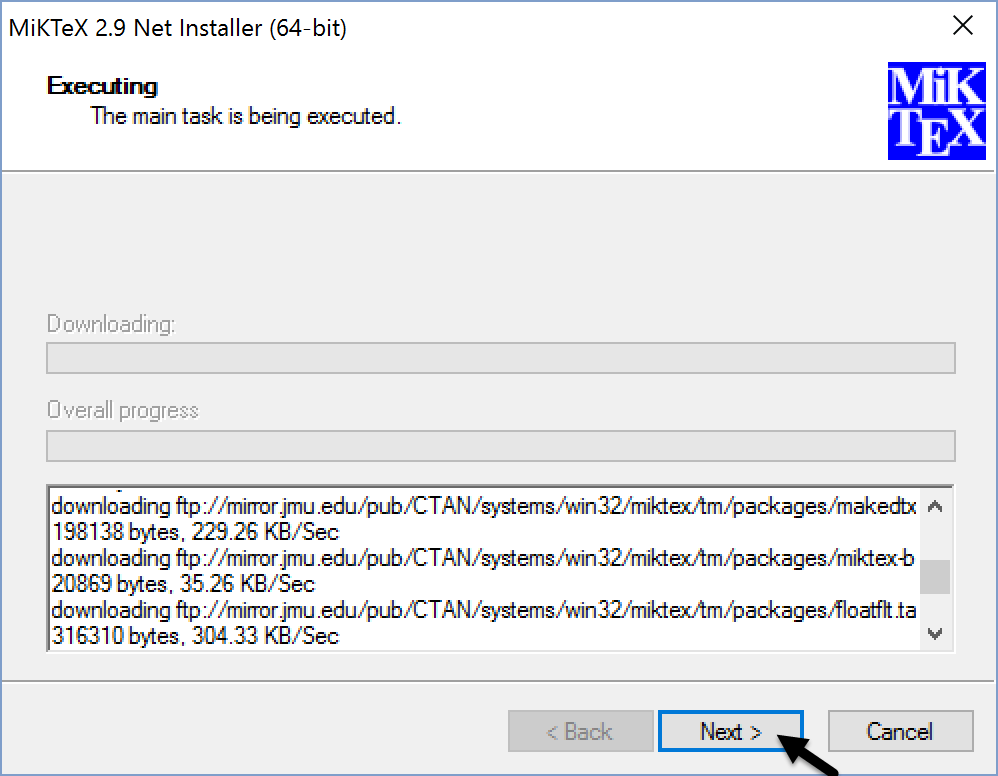 MiKTeX 2.9 Net Installer (64-bit)
Executing
The main task is being executed.
MiK
TEX
Downloading:
Overall progress
downloading ftp://mirror.jmu.edu/pub/CTAN/systems/win32/miktex/tm/packages/makedtx
198138 bytes, 229.26 KB/Sec
downloading ftp://mirror.jmu.edu/pub/CTAN/systems/win32/miktex/tm/packages/miktex-b
20869 bytes, 35.26 KB/Sec
downloading ftp://mirror.jmu.edu/pub/CTAN/systems/win32/miktex/tm/packages/floatflt.ta
316310 bytes, 304.33 KB/Sec
< Back
Next >
Cancel